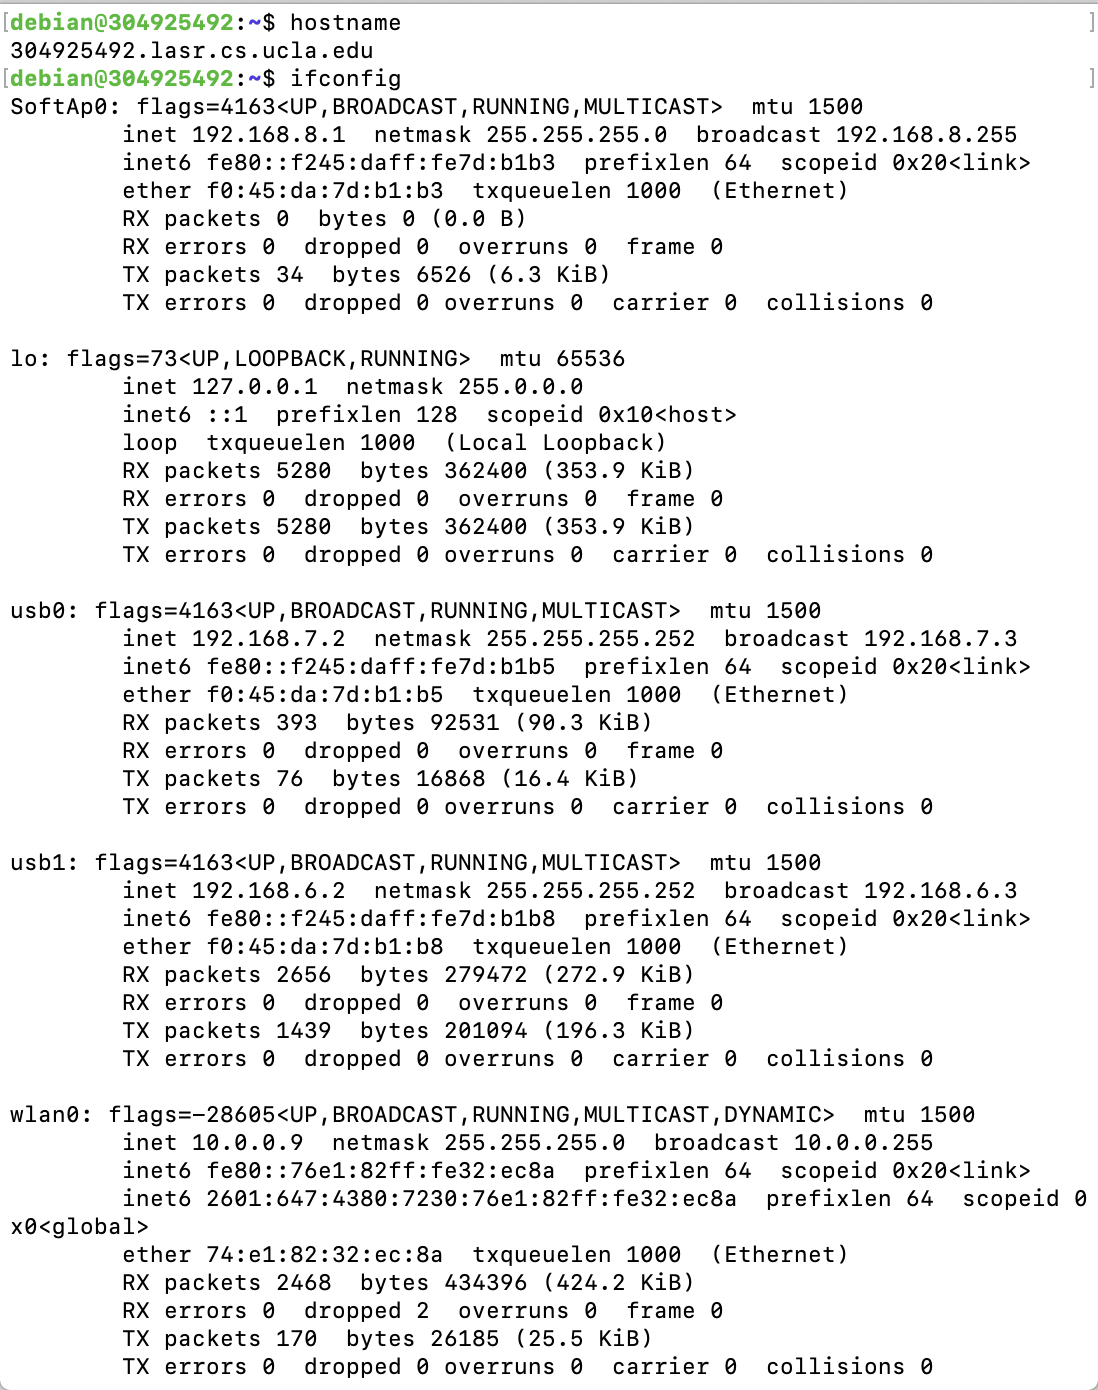 [debian@304925492:~$ hostname ]
304925492.lasr.cs.ucla.edu
[debian@304925492:~$ ifconfig ]
SoftAp0: flags=4163<UP,BROADCAST,RUNNING,MULTICAST>  mtu 1500
        inet 192.168.8.1  netmask 255.255.255.0  broadcast 192.168.8.255
        inet6 fe80::f245:daff:fe7d:b1b3  prefixlen 64  scopeid 0x20<link>
        ether f0:45:da:7d:b1:b3  txqueuelen 1000  (Ethernet)
        RX packets 0  bytes 0 (0.0 B)
        RX errors 0  dropped 0  overruns 0  frame 0
        TX packets 34  bytes 6526 (6.3 KiB)
        TX errors 0  dropped 0 overruns 0  carrier 0  collisions 0

lo: flags=73<UP,LOOPBACK,RUNNING>  mtu 65536
        inet 127.0.0.1  netmask 255.0.0.0
        inet6 ::1  prefixlen 128  scopeid 0x10<host>
        loop  txqueuelen 1000  (Local Loopback)
        RX packets 5280  bytes 362400 (353.9 KiB)
        RX errors 0  dropped 0  overruns 0  frame 0
        TX packets 5280  bytes 362400 (353.9 KiB)
        TX errors 0  dropped 0 overruns 0  carrier 0  collisions 0

usb0: flags=4163<UP,BROADCAST,RUNNING,MULTICAST>  mtu 1500
        inet 192.168.7.2  netmask 255.255.255.252  broadcast 192.168.7.3
        inet6 fe80::f245:daff:fe7d:b1b5  prefixlen 64  scopeid 0x20<link>
        ether f0:45:da:7d:b1:b5  txqueuelen 1000  (Ethernet)
        RX packets 393  bytes 92531 (90.3 KiB)
        RX errors 0  dropped 0  overruns 0  frame 0
        TX packets 76  bytes 16868 (16.4 KiB)
        TX errors 0  dropped 0 overruns 0  carrier 0  collisions 0

usb1: flags=4163<UP,BROADCAST,RUNNING,MULTICAST>  mtu 1500
        inet 192.168.6.2  netmask 255.255.255.252  broadcast 192.168.6.3
        inet6 fe80::f245:daff:fe7d:b1b8  prefixlen 64  scopeid 0x20<link>
        ether f0:45:da:7d:b1:b8  txqueuelen 1000  (Ethernet)
        RX packets 2656  bytes 279472 (272.9 KiB)
        RX errors 0  dropped 0  overruns 0  frame 0
        TX packets 1439  bytes 201094 (196.3 KiB)
        TX errors 0  dropped 0 overruns 0  carrier 0  collisions 0

wlan0: flags=-28605<UP,BROADCAST,RUNNING,MULTICAST,DYNAMIC>  mtu 1500
        inet 10.0.0.9  netmask 255.255.255.0  broadcast 10.0.0.255
        inet6 fe80::76e1:82ff:fe32:ec8a  prefixlen 64  scopeid 0x20<link>
        inet6 2601:647:4380:7230:76e1:82ff:fe32:ec8a  prefixlen 64  scopeid 0
x0<global>
        ether 74:e1:82:32:ec:8a  txqueuelen 1000  (Ethernet)
        RX packets 2468  bytes 434396 (424.2 KiB)
        RX errors 0  dropped 2  overruns 0  frame 0
        TX packets 170  bytes 26185 (25.5 KiB)
        TX errors 0  dropped 0 overruns 0  carrier 0  collisions 0